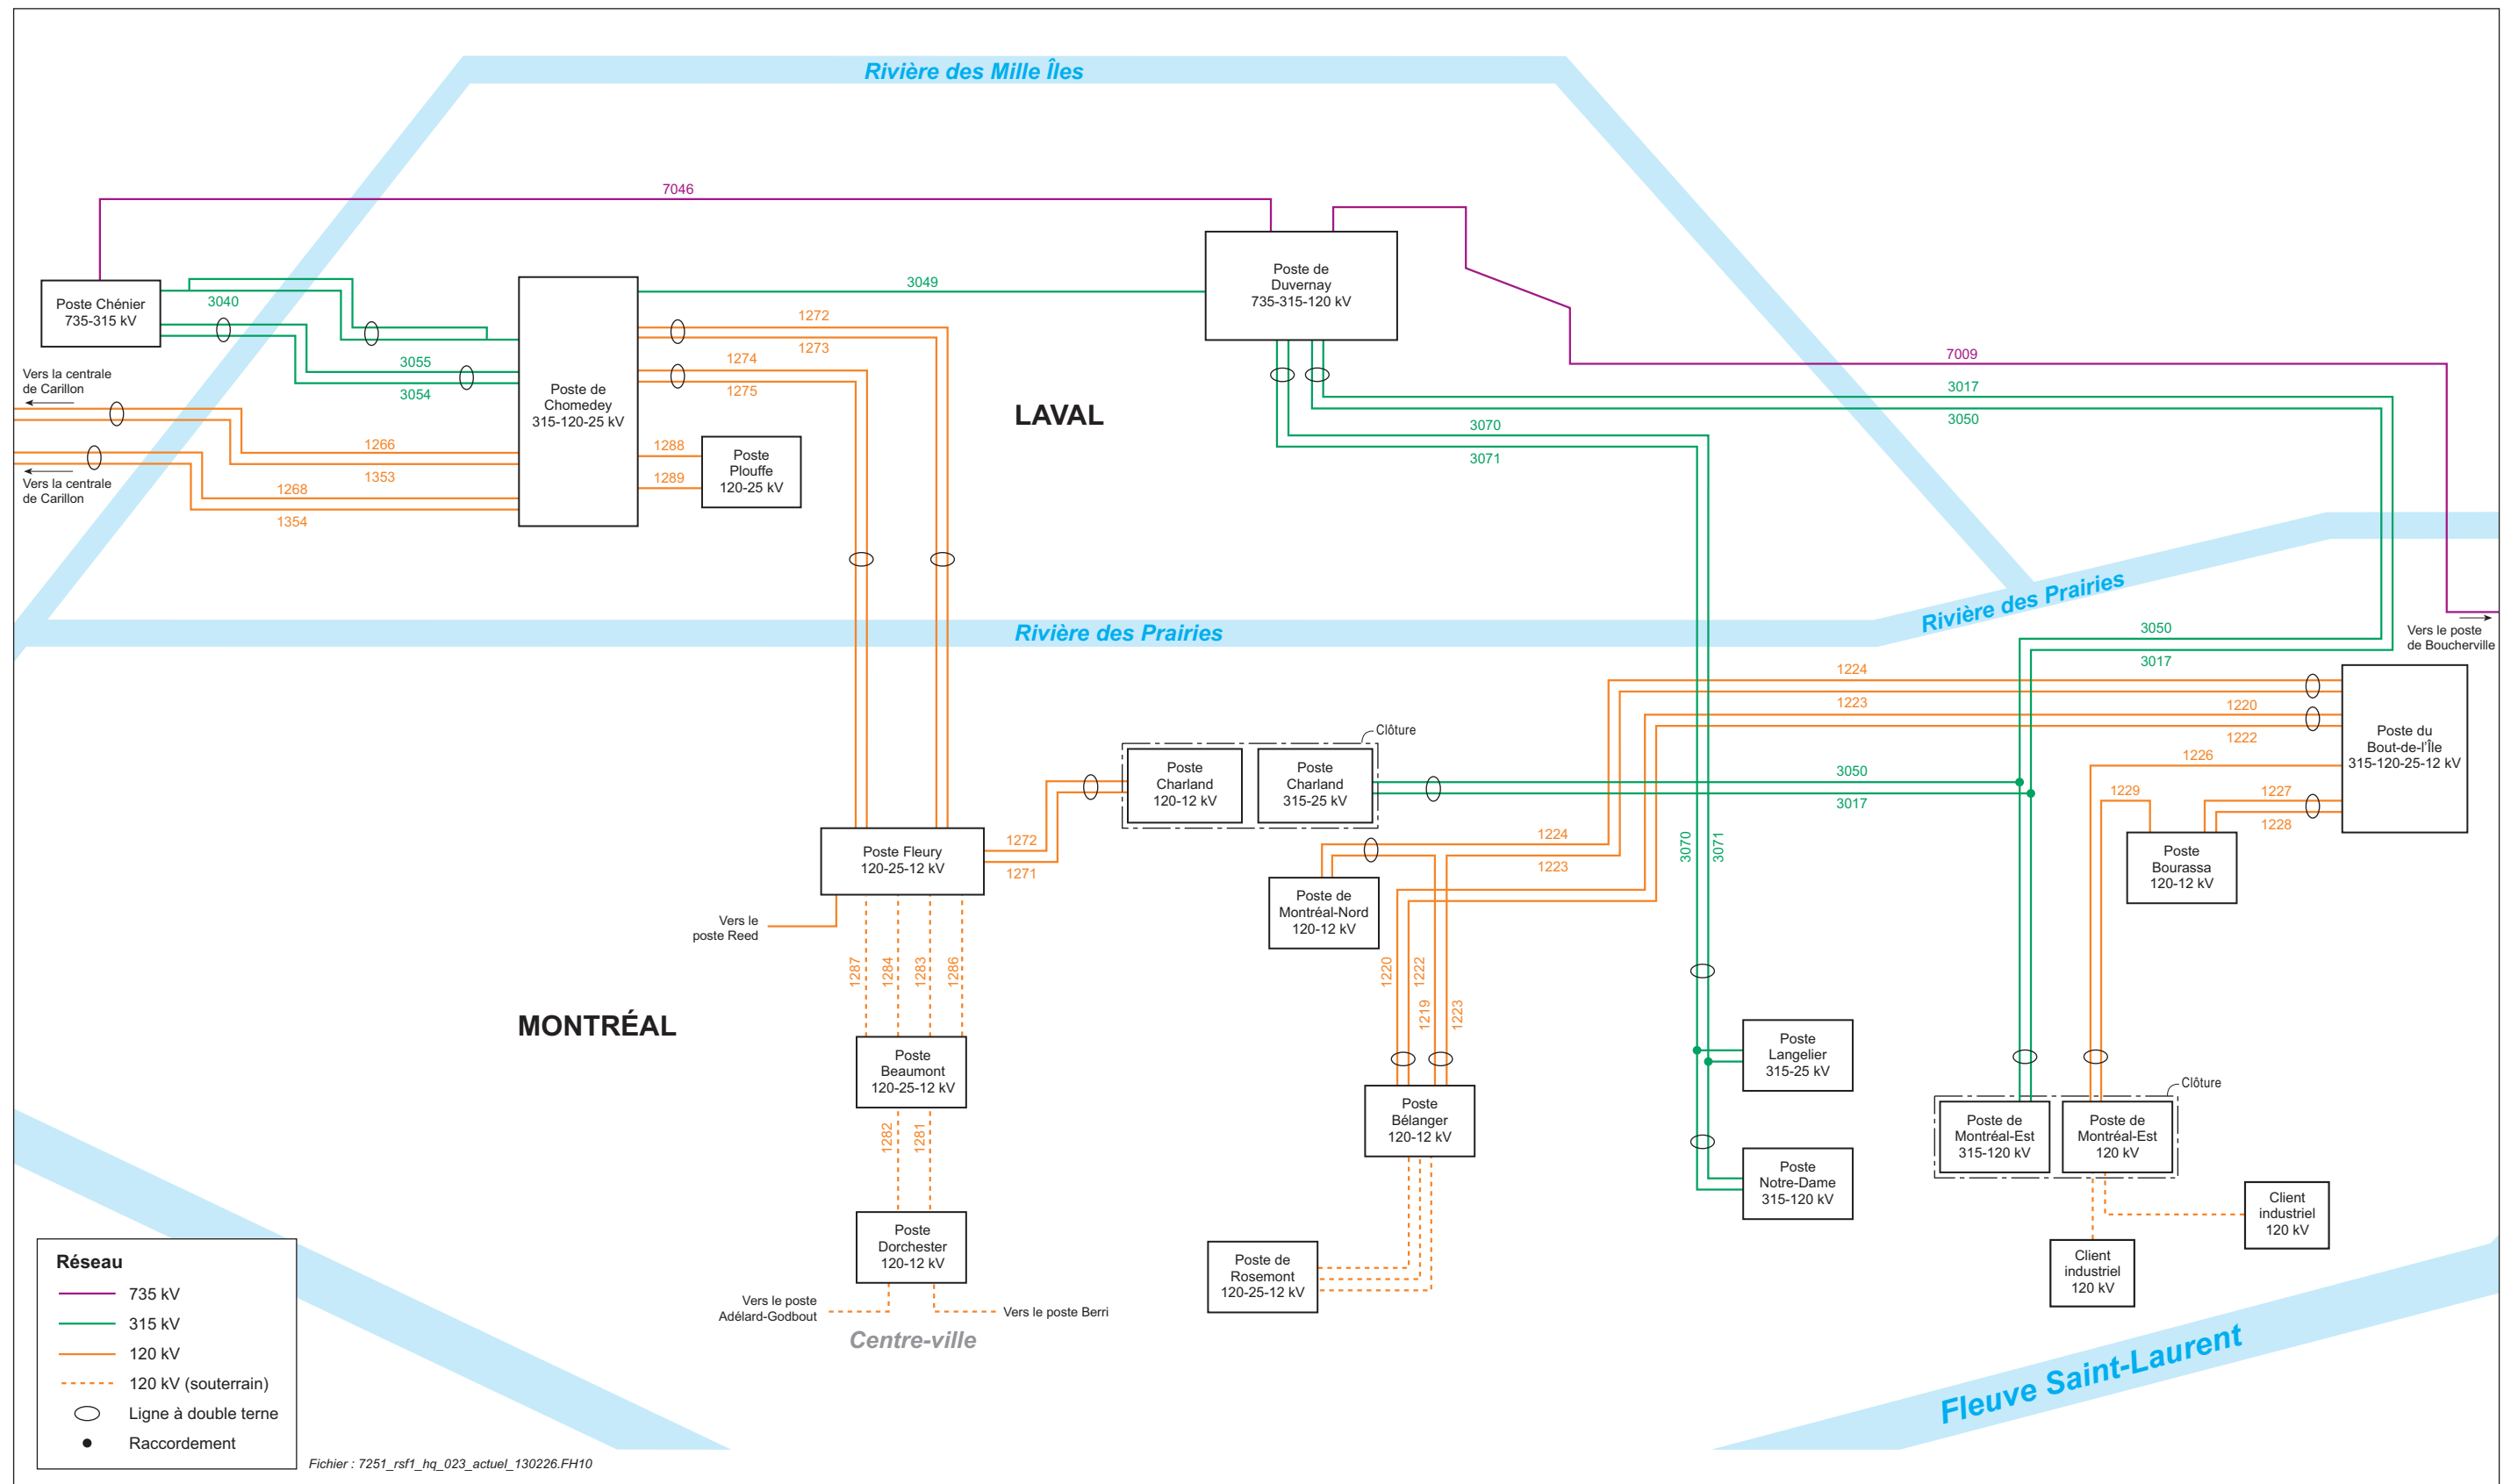 Rivière des Mille Îles
7046
Poste de
Duvernay
735-315-120 kV
Poste Chénier
735-315 kV
3040
3049
1272
1273
1274
1275
3055
3054
7009
3017
3050
Vers la centrale
de Carillon
Poste de
Chomedey
315-120-25 kV
LAVAL
3070
3071
1266
1353
1288
1289
Poste
Plouffe
120-25 kV
Vers la centrale
de Carillon
1268
1354
Rivière des Prairies
Rivière des Prairies
3050
3017
Vers le poste
de Boucherville
1224
1223
1220
1222
1226
Poste du
Bout-de-l'Île
315-120-25-12 kV
Clôture
Poste
Charland
120-12 kV
Poste
Charland
315-25 kV
3050
3017
1229
1227
1228
Poste
Bourassa
120-12 kV
Poste Fleury
120-25-12 kV
1272
1271
1224
1223
3070
3071
Poste de
Montréal-Nord
120-12 kV
Vers le
poste Reed
1287
1284
1283
1286
1220
1222
1219
1223
MONTRÉAL
Poste
Beaumont
120-25-12 kV
Poste
Langelier
315-25 kV
1282
1281
Poste
Bélanger
120-12 kV
Clôture
Poste de
Montréal-Est
315-120 kV
Poste de
Montréal-Est
120 kV
Poste
Notre-Dame
315-120 kV
Poste
Dorchester
120-12 kV
Poste de
Rosemont
120-25-12 kV
Client
industriel
120 kV
Client
industriel
120 kV
Vers le poste
Adélard-Godbout
Vers le poste Berri
Centre-ville
Fleuve Saint-Laurent
Réseau
735 kV
315 kV
120 kV
120 kV (souterrain)
Ligne à double terne
Raccordement
Fichier : 7251_rsf1_hq_023_actuel_130226.FH10